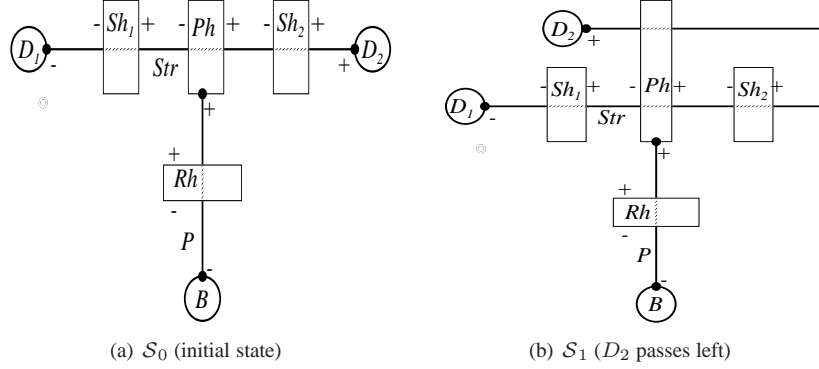 - Sh1 + - Ph + - Sh2 +
D1 - Str + D2
+
+
Rh
-
P
-
B
(a) S0 (initial state)
D2 +
- Sh1 + - Ph + - Sh2 +
D1 - Str
+
+
Rh
-
P
-
B
(b) S1 (D2 passes left)